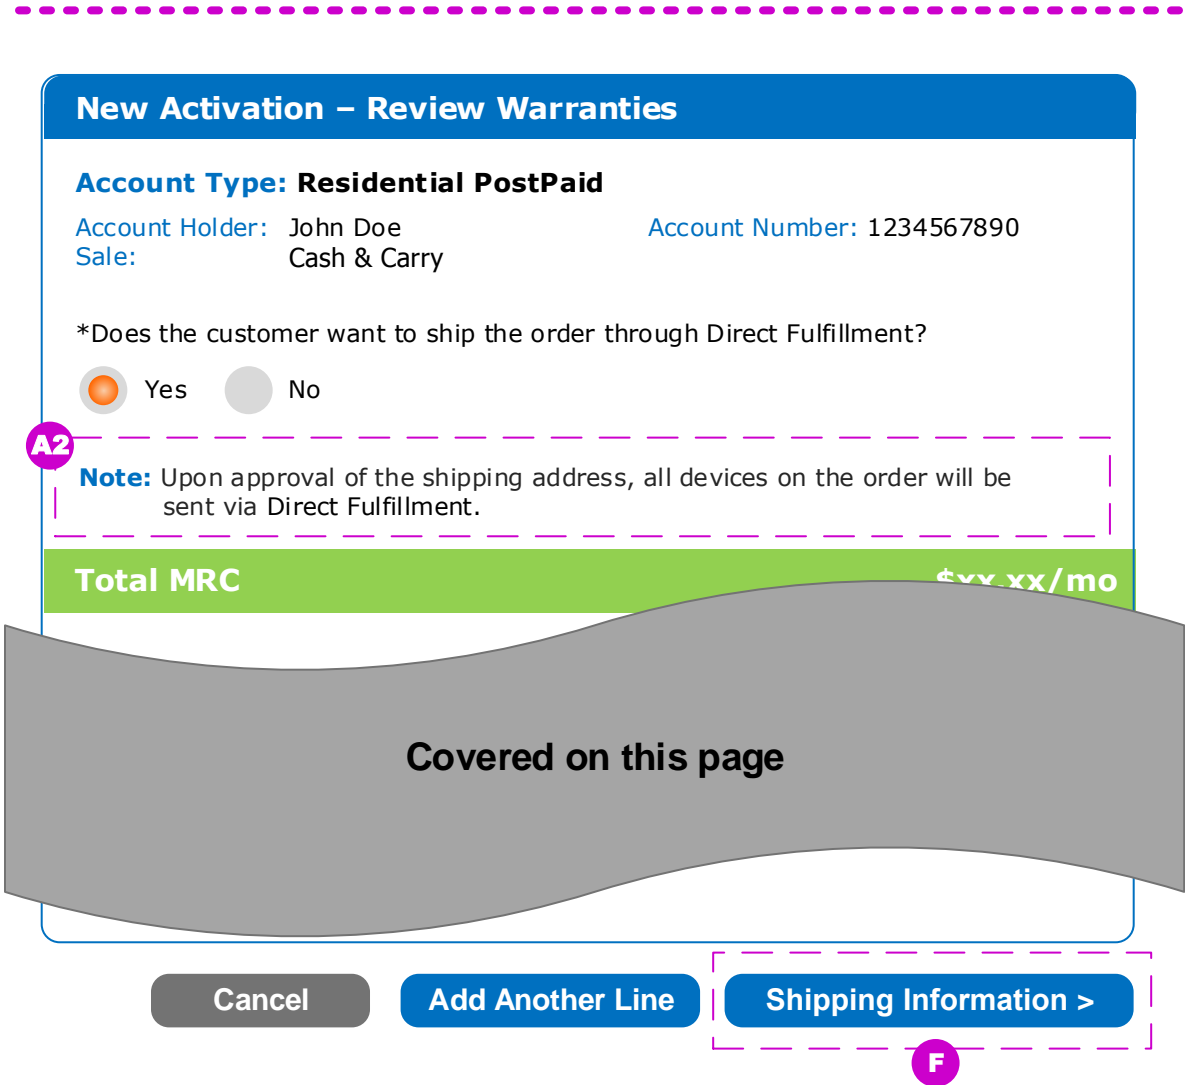 New Activation – Review Warranties
Account Type: Residential PostPaid
Account Holder: John Doe Account Number: 1234567890
Sale: Cash & Carry
*Does the customer want to ship the order through Direct Fulfillment?
Yes No
A2
Note: Upon approval of the shipping address, all devices on the order will be
sent via Direct Fulfillment.
Total MRC $xx.xx/mo
Covered on this page
Cancel Add Another Line Shipping Information >
F